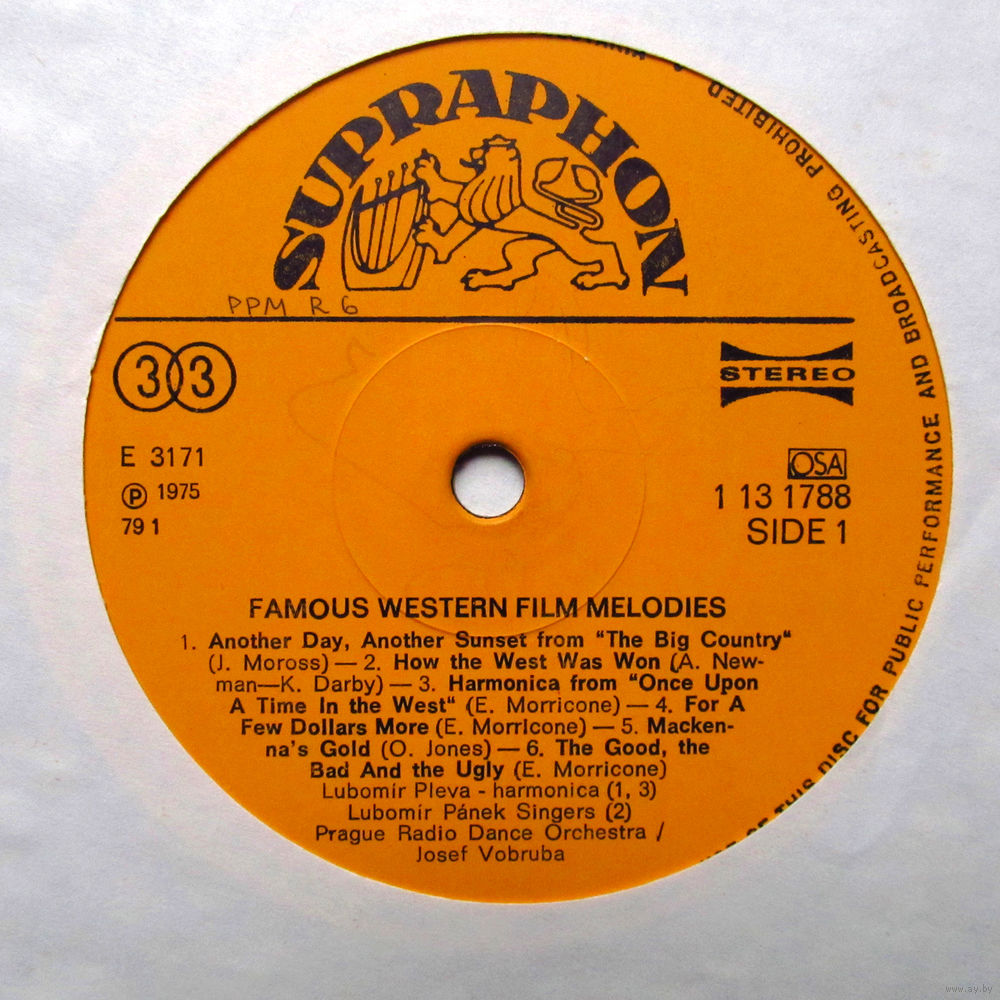 SUPRAPHON
PPM R 6
33
STEREO
E 3171
Ⓟ 1975
79 1
OSA
1 13 1788
SIDE 1
FAMOUS WESTERN FILM MELODIES
1. Another Day, Another Sunset from "The Big Country"
(J. Moross) — 2. How the West Was Won (A. New-
man—K. Darby) — 3. Harmonica from "Once Upon
A Time In the West" (E. Morricone) — 4. For A
Few Dollars More (E. Morricone) — 5. Macken-
na's Gold (O. Jones) — 6. The Good, the
Bad And the Ugly (E. Morricone)
Lubomír Pleva - harmonica (1, 3)
Lubomír Pánek Singers (2)
Prague Radio Dance Orchestra /
Josef Vobruba
THIS DISC FOR PUBLIC PERFORMANCE AND BROADCASTING PROHIBITED
www.ay.by